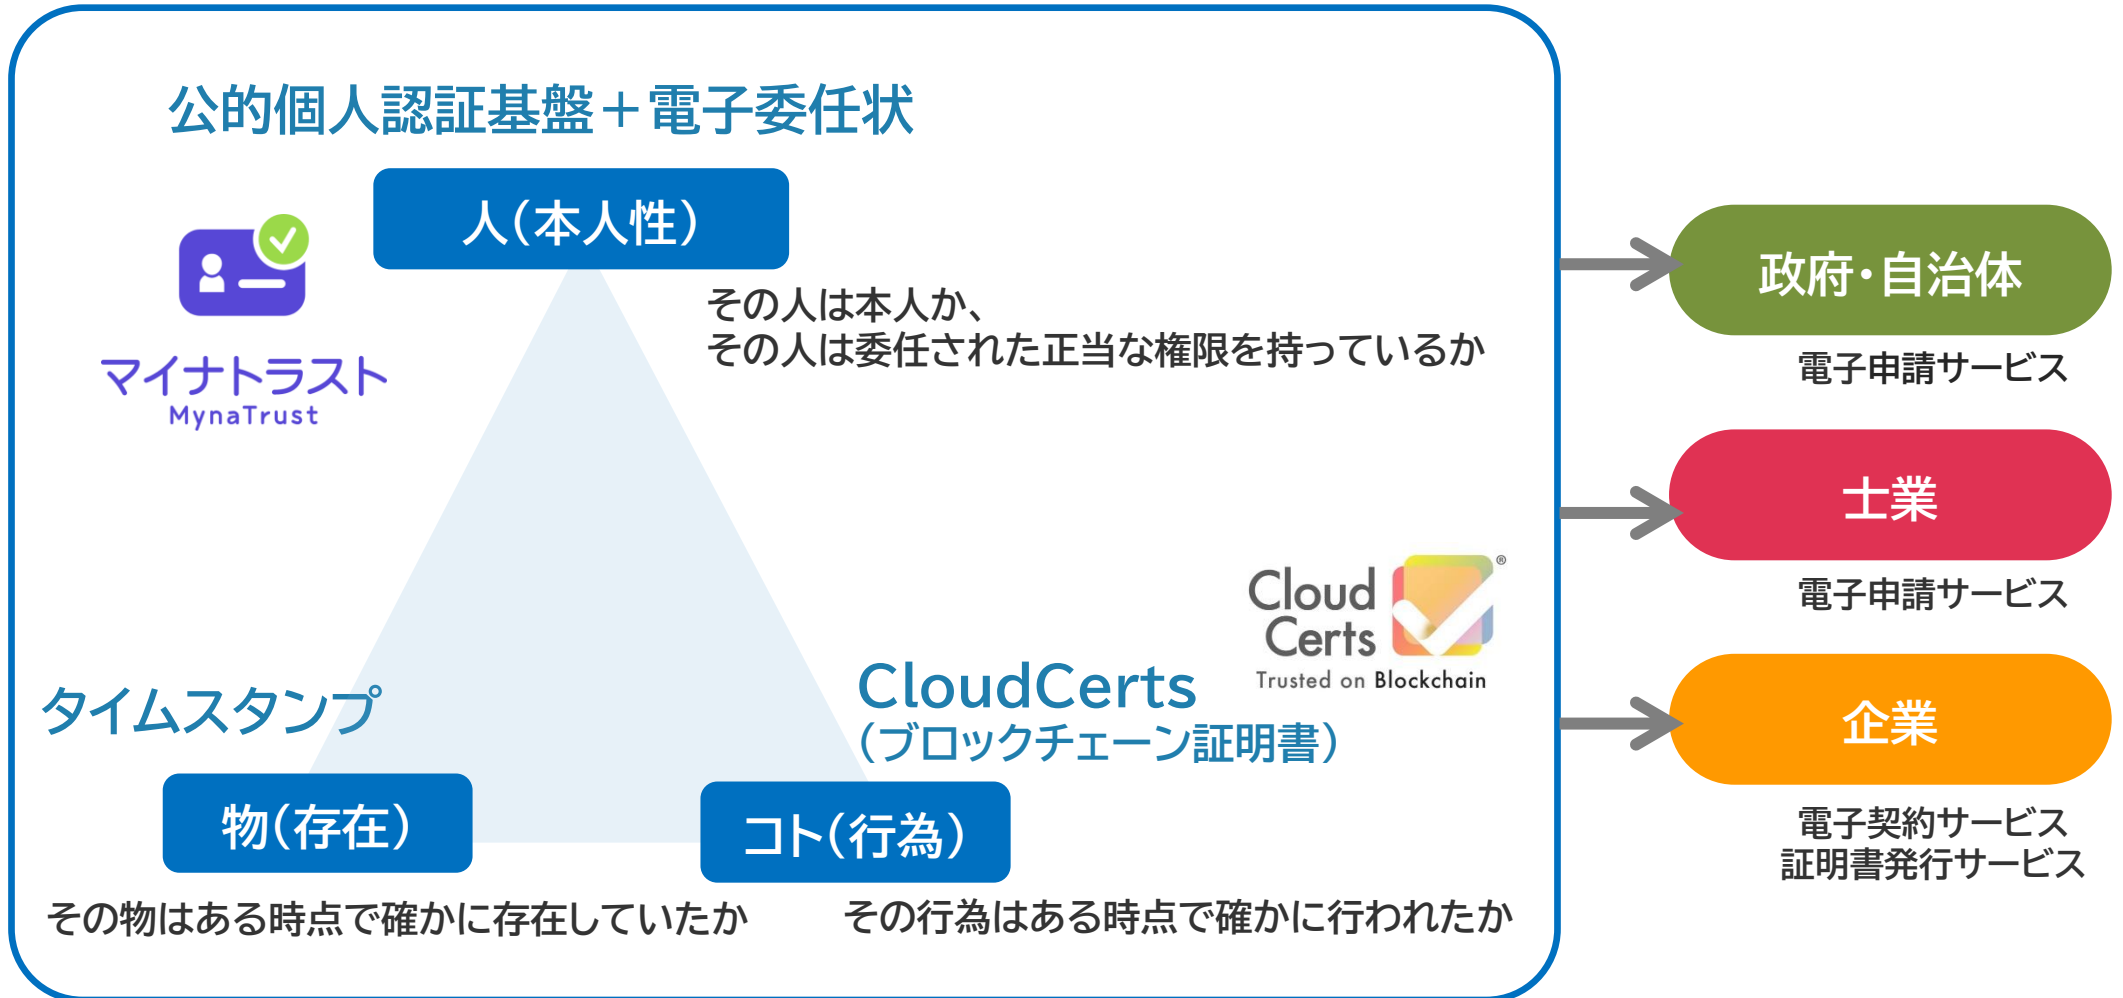 公的個人認証基盤＋電子委任状
人(本人性)
マイナトラスト
MynaTrust
その人は本人か、
その人は委任された正当な権限を持っているか
タイムスタンプ
物(存在)
その物はある時点で確かに存在していたか
Cloud
Certs
®
Trusted on Blockchain
CloudCerts
(ブロックチェーン証明書)
コト(行為)
その行為はある時点で確かに行われたか
政府・自治体
電子申請サービス
士業
電子申請サービス
企業
電子契約サービス
証明書発行サービス